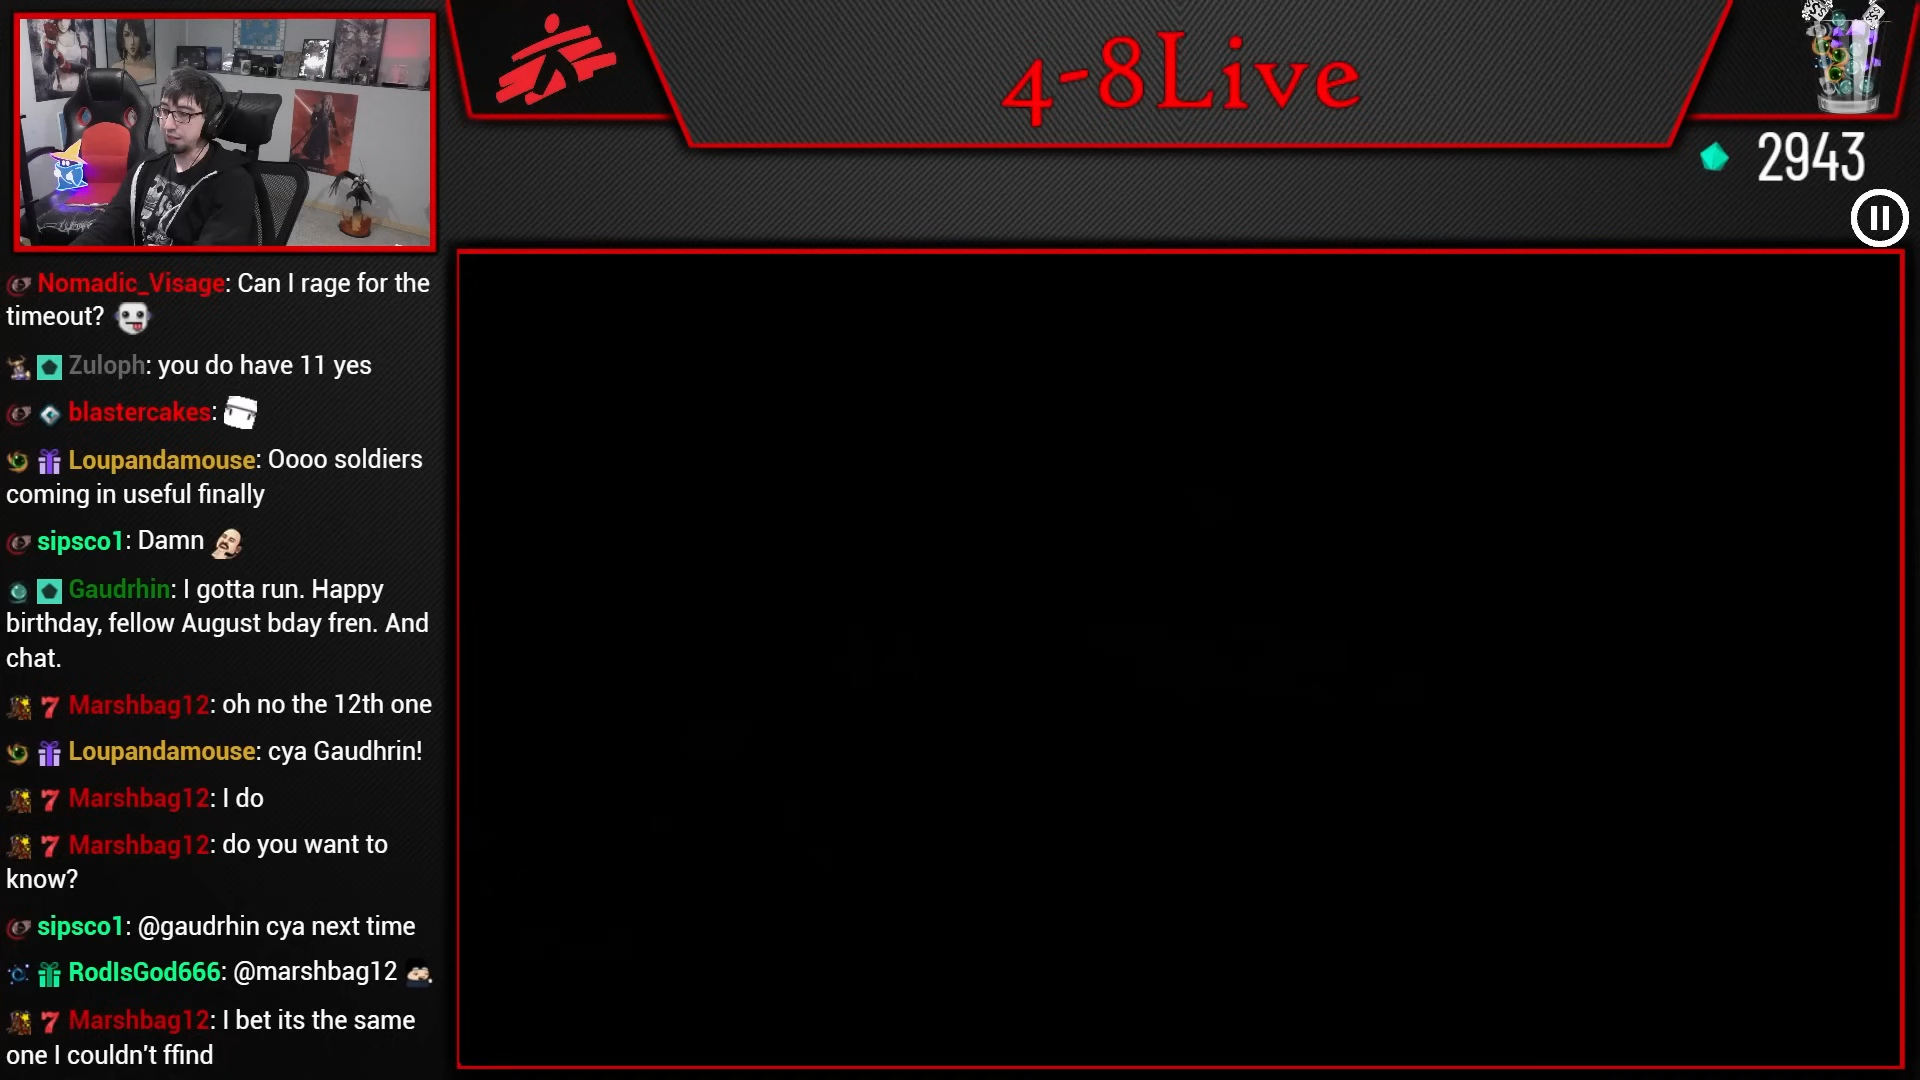 4-8Live
2943
Nomadic_Visage: Can I rage for the
timeout?
Zuloph: you do have 11 yes
blastercakes:
Loupandamouse: Oooo soldiers
coming in useful finally
sipsco1: Damn
Gaudrhin: I gotta run. Happy
birthday, fellow August bday fren. And
chat.
Marshbag12: oh no the 12th one
Loupandamouse: cya Gaudhrin!
Marshbag12: I do
Marshbag12: do you want to
know?
sipsco1: @gaudrhin cya next time
RodIsGod666: @marshbag12
Marshbag12: I bet its the same
one I couldn't ffind